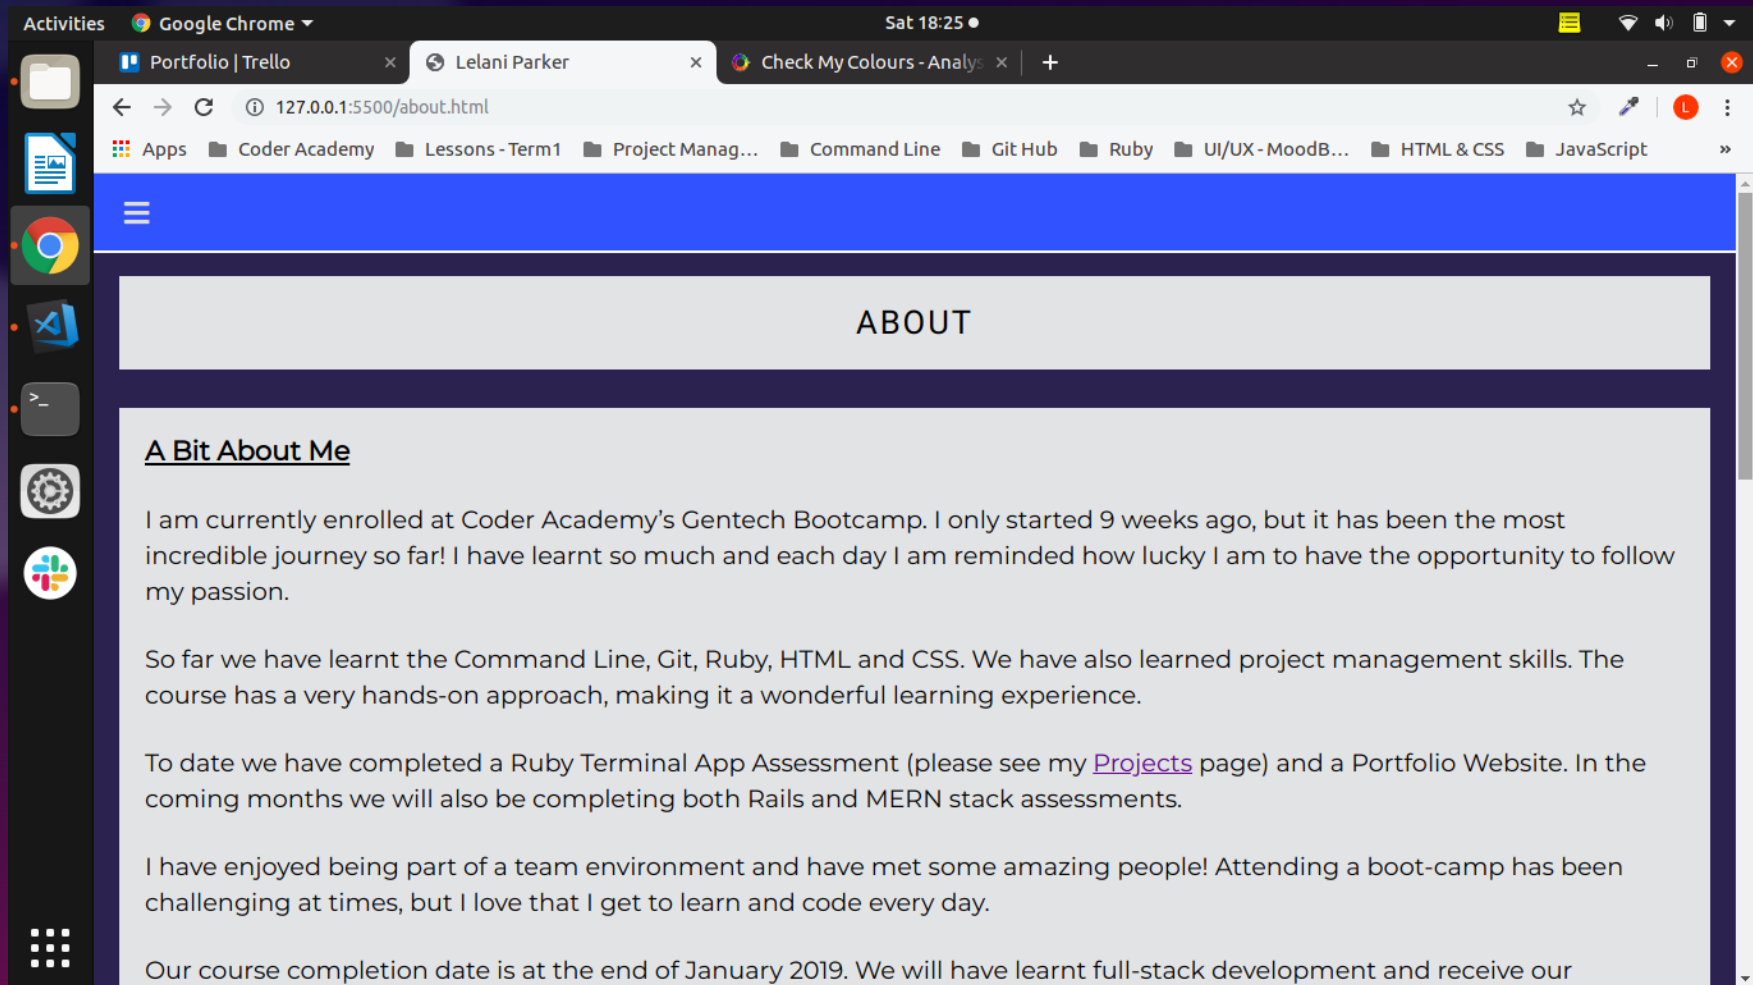 Activities Google Chrome Sat 18:25
Portfolio | Trello Lelani Parker Check My Colours - Analys
127.0.0.1:5500/about.html L
Apps Coder Academy Lessons - Term1 Project Manag... Command Line Git Hub Ruby UI/UX - MoodB... HTML & CSS JavaScript »
ABOUT
A Bit About Me
I am currently enrolled at Coder Academy’s Gentech Bootcamp. I only started 9 weeks ago, but it has been the most
incredible journey so far! I have learnt so much and each day I am reminded how lucky I am to have the opportunity to follow
my passion.
So far we have learnt the Command Line, Git, Ruby, HTML and CSS. We have also learned project management skills. The
course has a very hands-on approach, making it a wonderful learning experience.
To date we have completed a Ruby Terminal App Assessment (please see my Projects page) and a Portfolio Website. In the
coming months we will also be completing both Rails and MERN stack assessments.
I have enjoyed being part of a team environment and have met some amazing people! Attending a boot-camp has been
challenging at times, but I love that I get to learn and code every day.
Our course completion date is at the end of January 2019. We will have learnt full-stack development and receive our